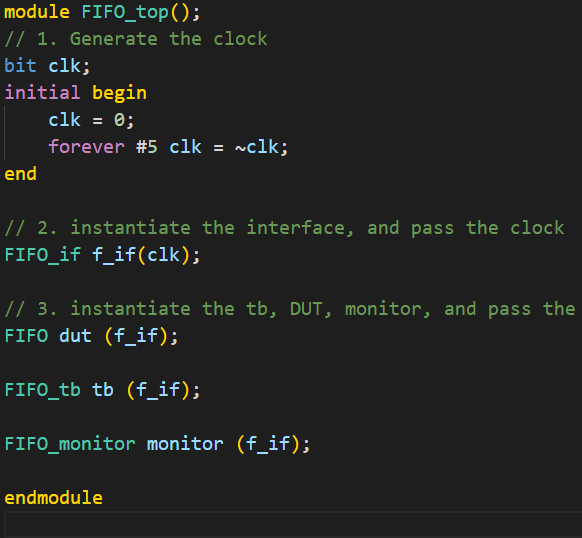 module FIFO_top();
// 1. Generate the clock
bit clk;
initial begin
    clk = 0;
    forever #5 clk = ~clk;
end
// 2. instantiate the interface, and pass the clock
FIFO_if f_if(clk);
// 3. instantiate the tb, DUT, monitor, and pass the
FIFO dut (f_if);
FIFO_tb tb (f_if);
FIFO_monitor monitor (f_if);
endmodule